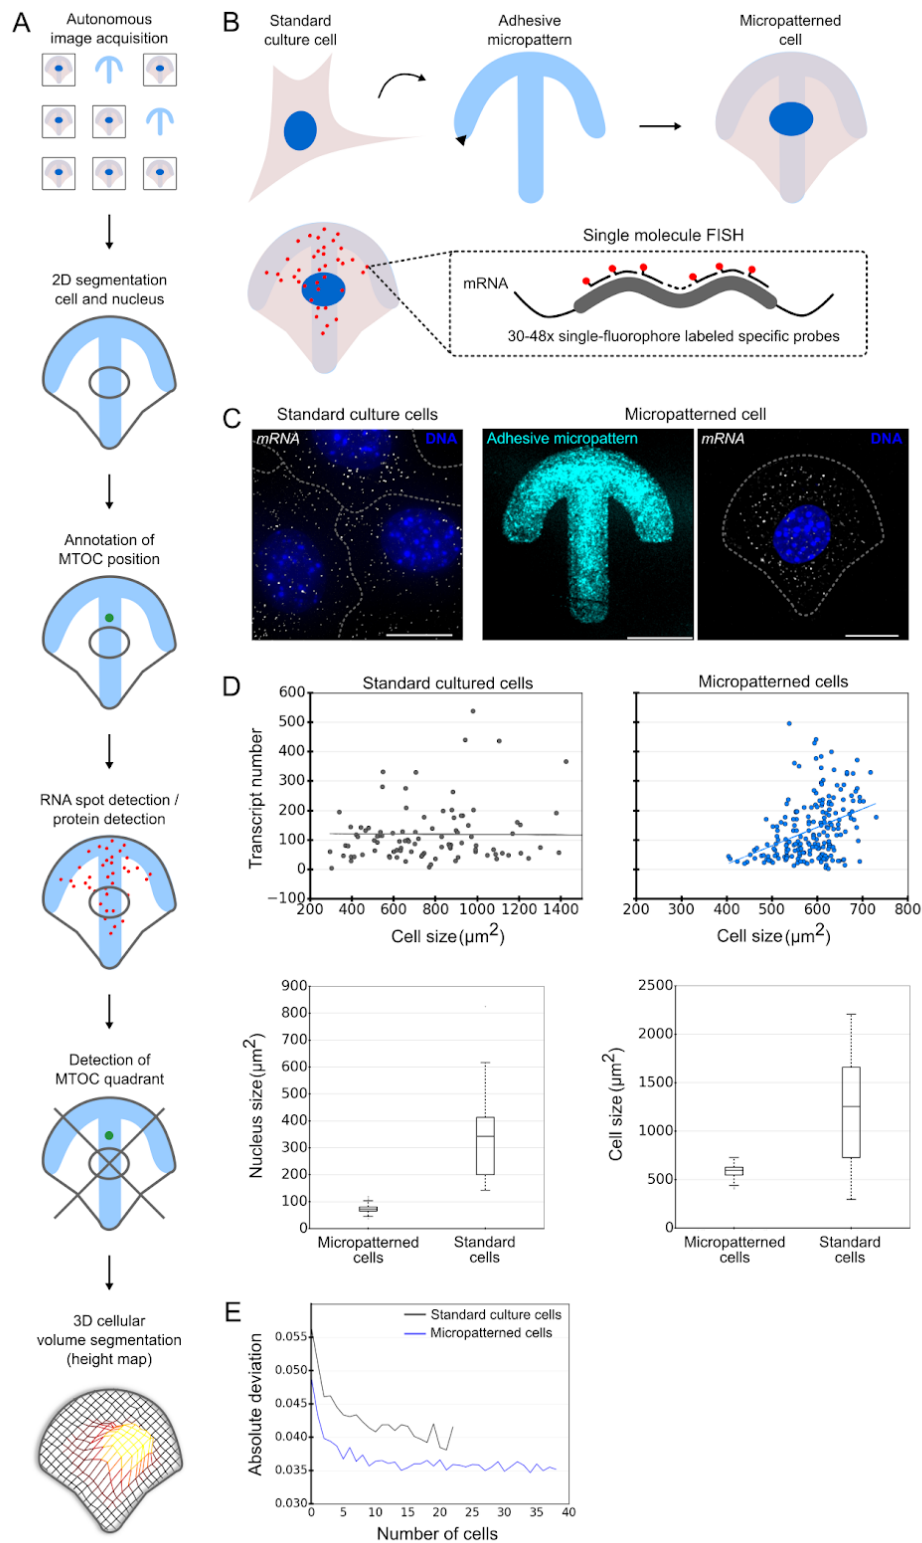 A
Autonomous
image acquisition
2D segmentation
cell and nucleus
Annotation of
MTOC position
RNA spot detection /
protein detection
Detection of
MTOC quadrant
3D cellular
volume segmentation
(height map)
B
Standard
culture cell
Adhesive
micropattern
Micropatterned
cell
Single molecule FISH
mRNA
30-48x single-fluorophore labeled specific probes
C
Standard culture cells
Micropatterned cell
mRNA
DNA
Adhesive micropattern
mRNA
DNA
D
Standard cultured cells
Transcript number
600
500
400
300
200
100
0
−100
200 400 600 800 1000 1200 1400
Cell size (µm²)
Micropatterned cells
200 300 400 500 600 700 800
Cell size (µm²)
Nucleus size (µm²)
900
800
700
600
500
400
300
200
100
0
Micropatterned
cells
Standard
cells
Cell size (µm²)
2500
2000
1500
1000
500
0
Micropatterned
cells
Standard
cells
E
Standard culture cells
Micropatterned cells
Absolute deviation
0.055
0.050
0.045
0.040
0.035
0.030
0 5 10 15 20 25 30 35 40
Number of cells